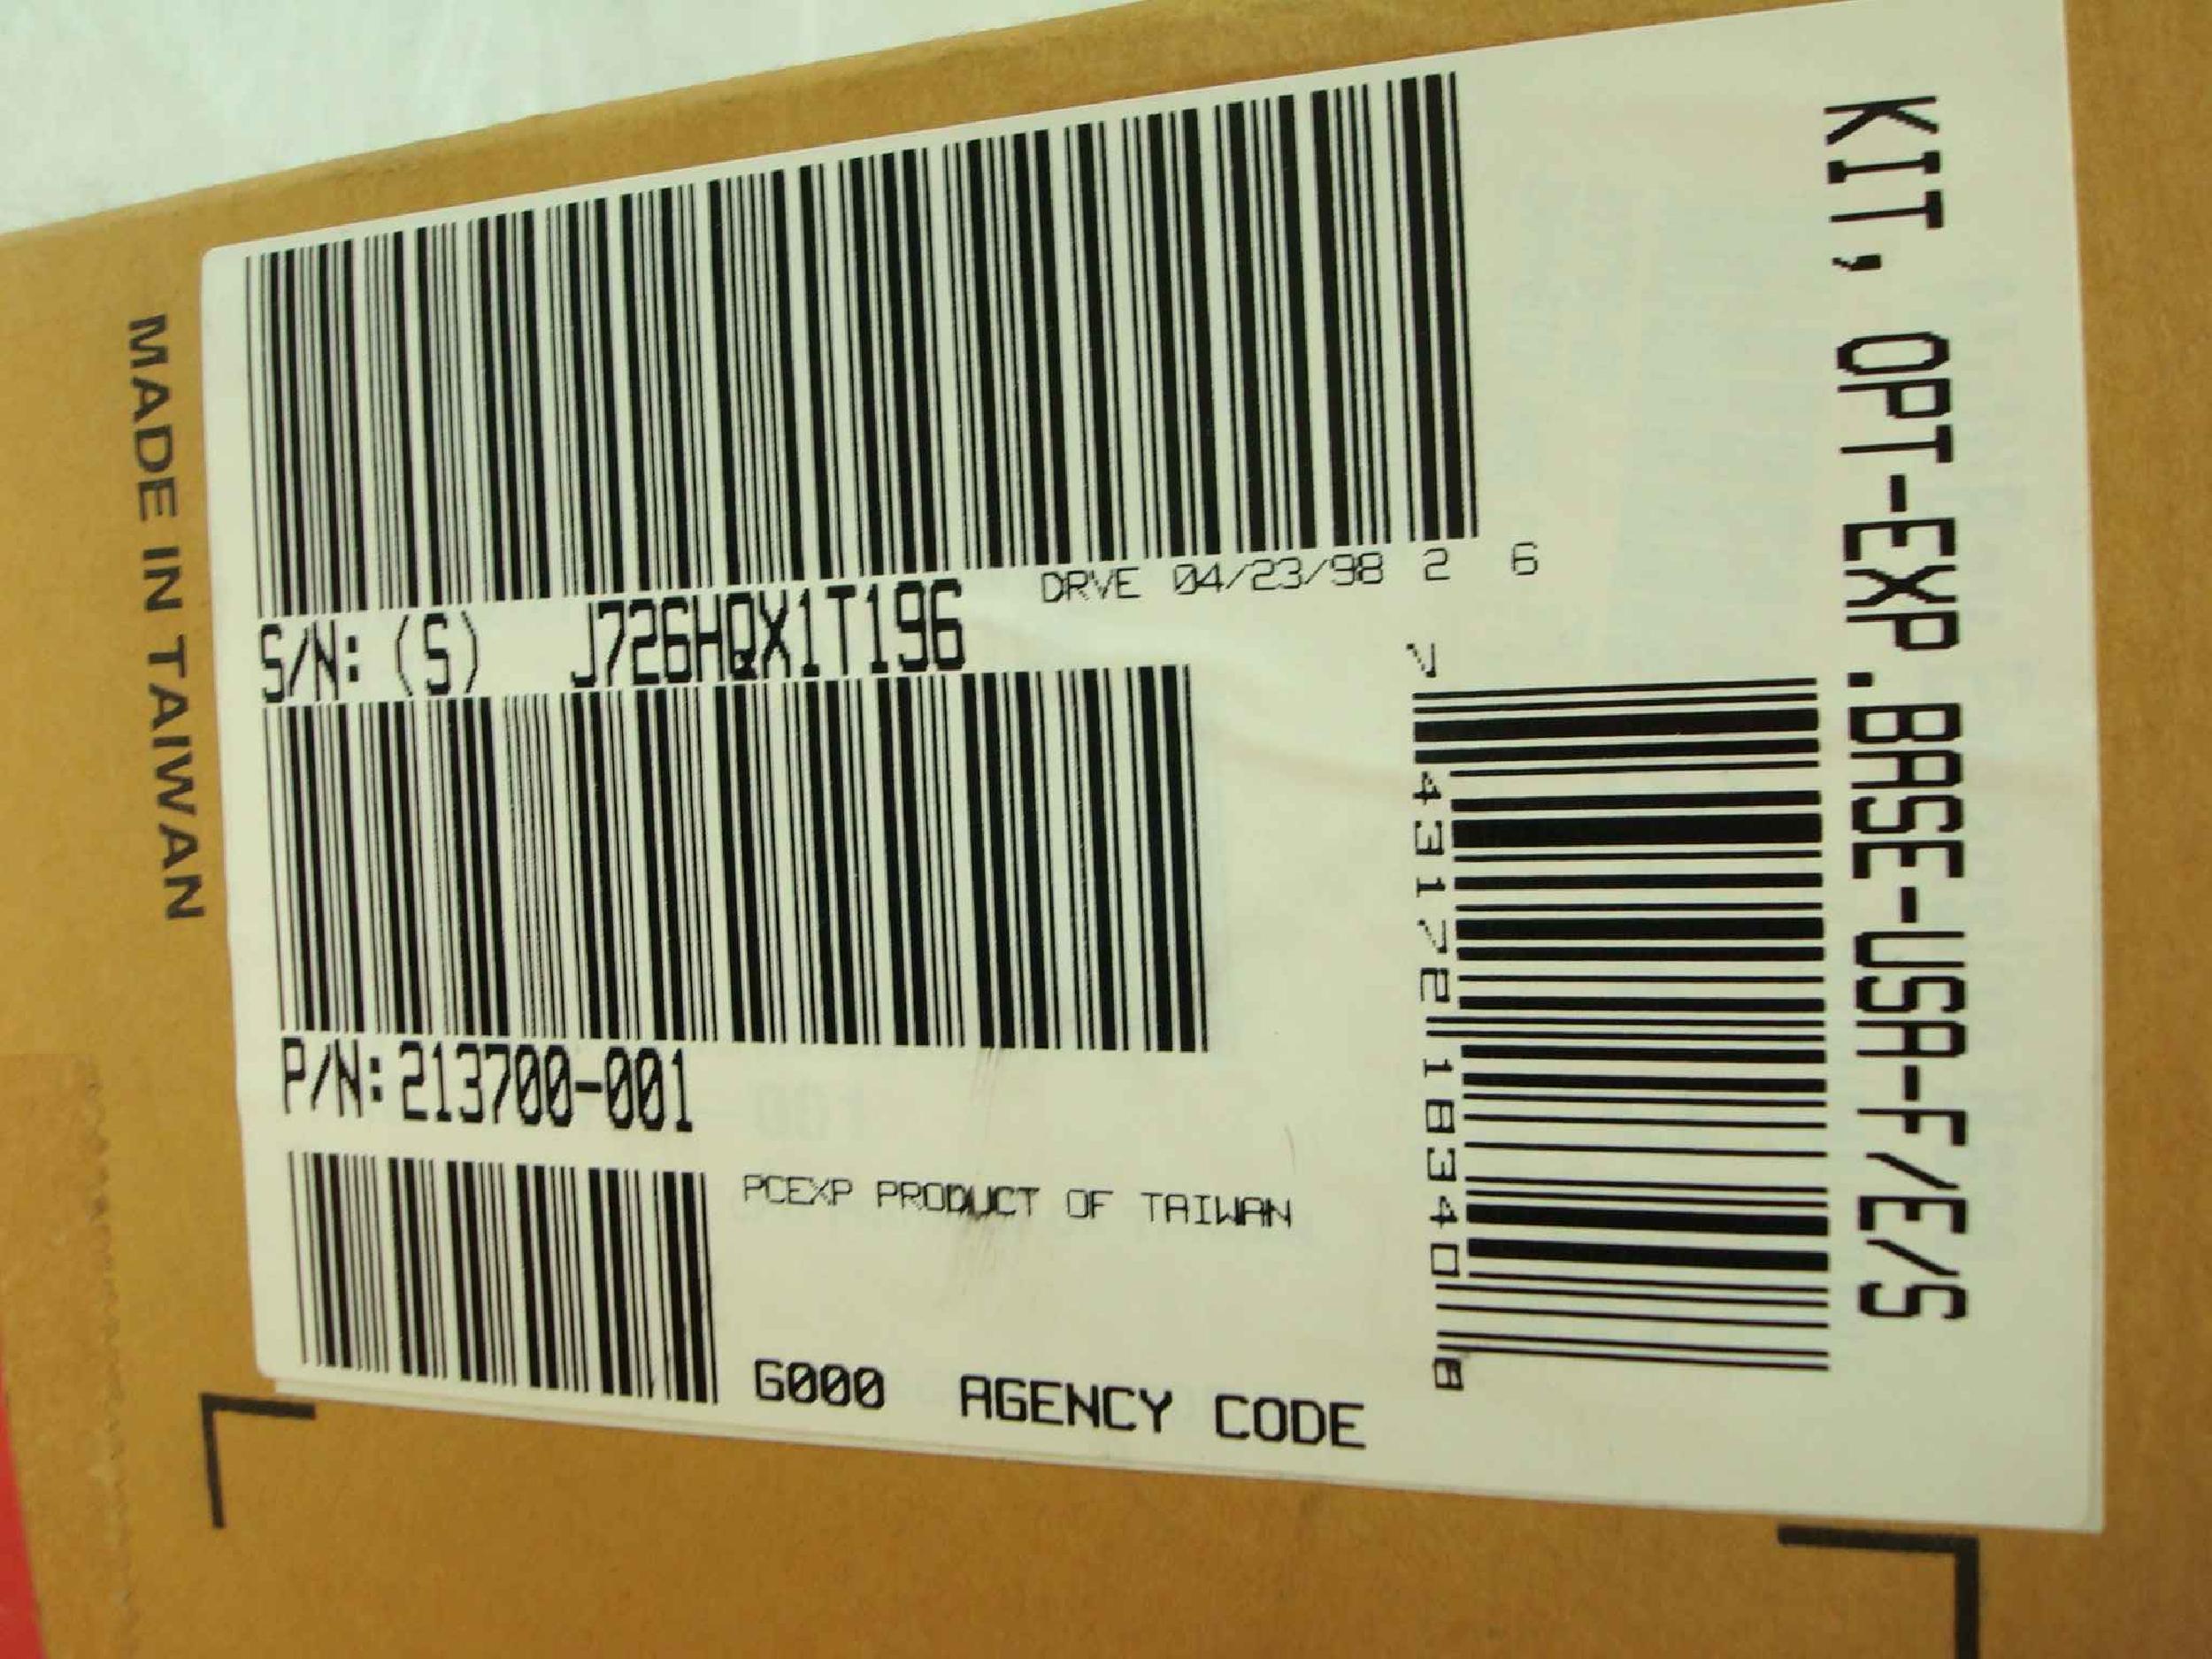 MADE IN TAIWAN
S/N: (S) J726HQX1T196
DRVE 04/23/98 2 6
P/N: 213700-001
PCEXP PRODUCT OF TAIWAN
G000 AGENCY CODE
7 43172 18340 8
KIT, OPT-EXP.BASE-USA-F/E/S